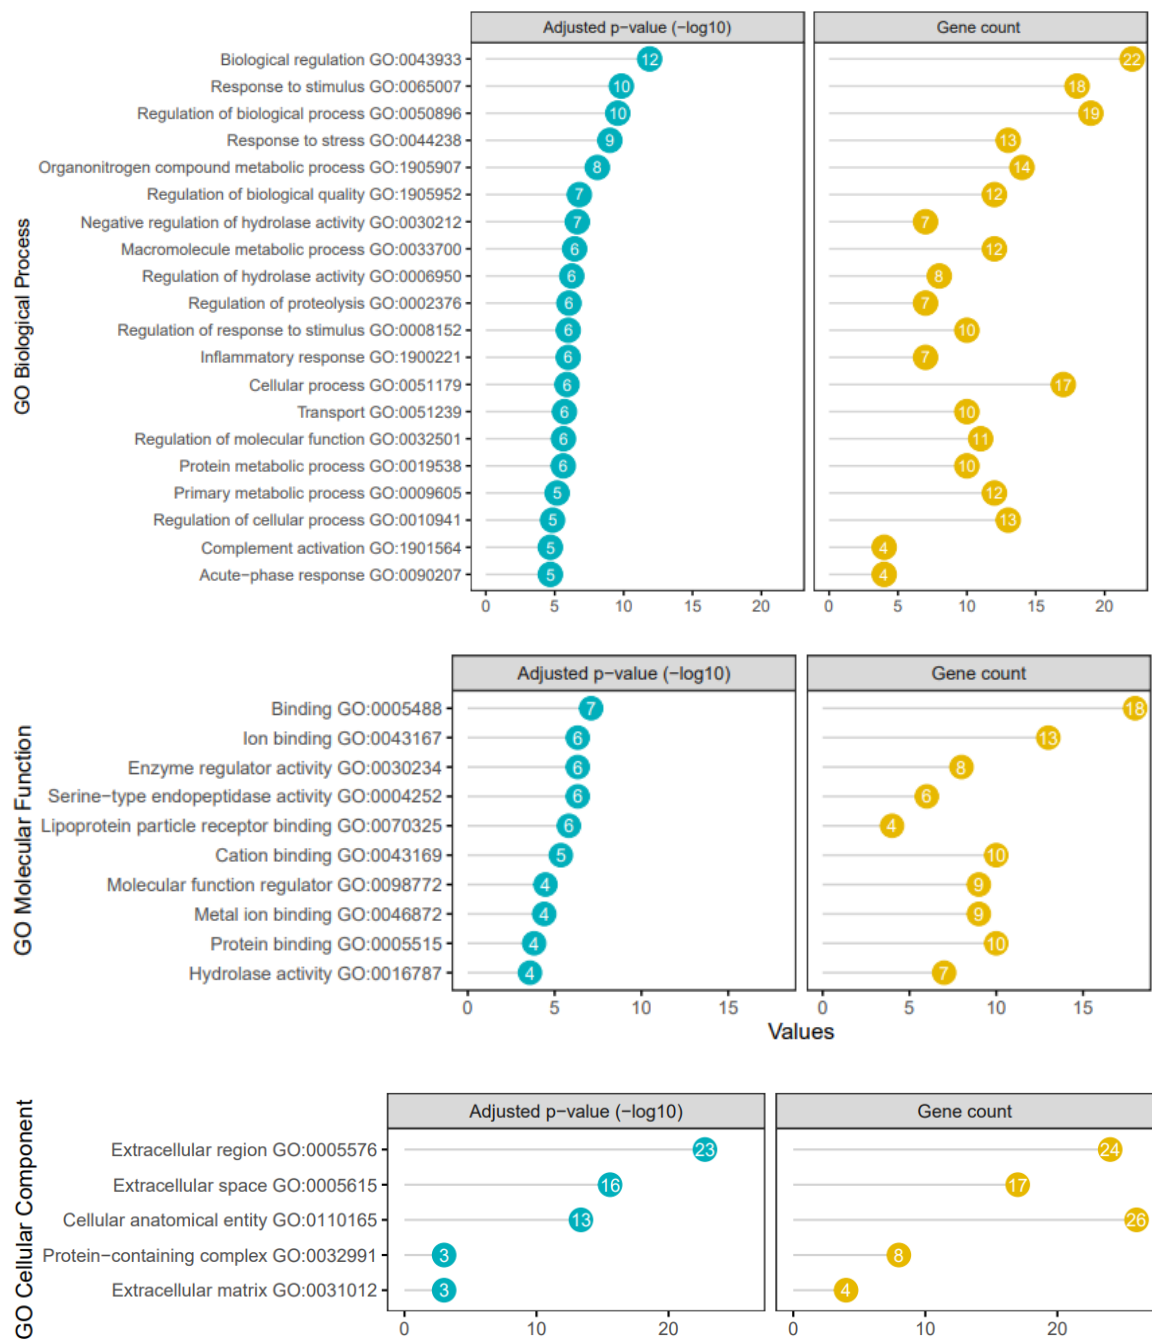 Adjusted p−value (−log10) Gene count
GO Biological Process
Biological regulation GO:0043933 12 22
Response to stimulus GO:0065007 10 18
Regulation of biological process GO:0050896 10 19
Response to stress GO:0044238 9 13
Organonitrogen compound metabolic process GO:1905907 8 14
Regulation of biological quality GO:1905952 7 12
Negative regulation of hydrolase activity GO:0030212 7 7
Macromolecule metabolic process GO:0033700 6 12
Regulation of hydrolase activity GO:0006950 6 8
Regulation of proteolysis GO:0002376 6 7
Regulation of response to stimulus GO:0008152 6 10
Inflammatory response GO:1900221 6 7
Cellular process GO:0051179 6 17
Transport GO:0051239 6 10
Regulation of molecular function GO:0032501 6 11
Protein metabolic process GO:0019538 6 10
Primary metabolic process GO:0009605 5 12
Regulation of cellular process GO:0010941 5 13
Complement activation GO:1901564 5 4
Acute−phase response GO:0090207 5 4
0 5 10 15 20 0 5 10 15 20
Adjusted p−value (−log10) Gene count
GO Molecular Function
Binding GO:0005488 7 18
Ion binding GO:0043167 6 13
Enzyme regulator activity GO:0030234 6 8
Serine−type endopeptidase activity GO:0004252 6 6
Lipoprotein particle receptor binding GO:0070325 6 4
Cation binding GO:0043169 5 10
Molecular function regulator GO:0098772 4 9
Metal ion binding GO:0046872 4 9
Protein binding GO:0005515 4 10
Hydrolase activity GO:0016787 4 7
0 5 10 15 0 5 10 15
Values
Adjusted p−value (−log10) Gene count
GO Cellular Component
Extracellular region GO:0005576 23 24
Extracellular space GO:0005615 16 17
Cellular anatomical entity GO:0110165 13 26
Protein−containing complex GO:0032991 3 8
Extracellular matrix GO:0031012 3 4
0 10 20 0 10 20